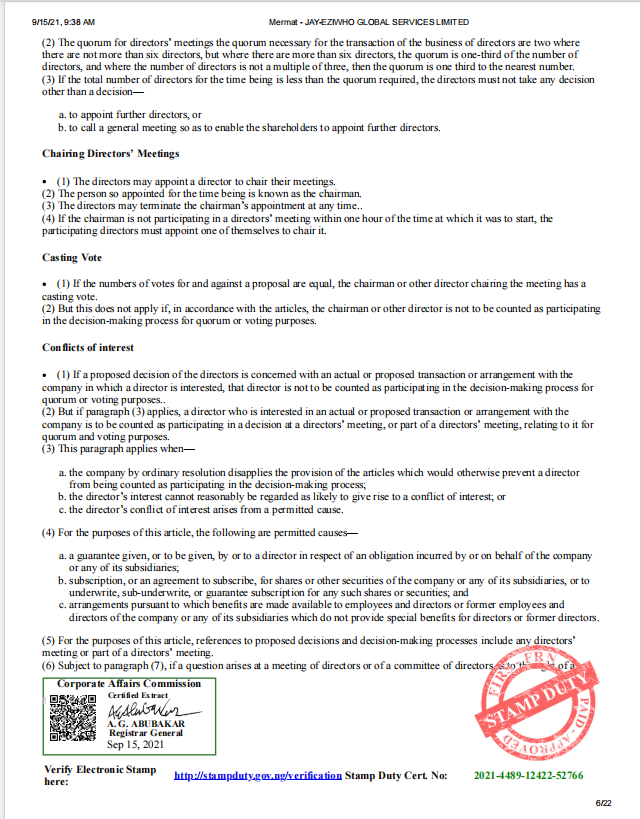 9/15/21, 9:38 AM
Mermat - JAY-EZIWHO GLOBAL SERVICES LIMITED
(2) The quorum for directors’ meetings the quorum necessary for the transaction of the business of directors are two where
there are not more than six directors, but where there are more than six directors, the quorum is one-third of the number of
directors, and where the number of directors is not a multiple of three, then the quorum is one third to the nearest number.
(3) If the total number of directors for the time being is less than the quorum required, the directors must not take any decision
other than a decision—
a. to appoint further directors, or
b. to call a general meeting so as to enable the shareholders to appoint further directors.
Chairing Directors’ Meetings
• (1) The directors may appoint a director to chair their meetings.
(2) The person so appointed for the time being is known as the chairman.
(3) The directors may terminate the chairman’s appointment at any time..
(4) If the chairman is not participating in a directors’ meeting within one hour of the time at which it was to start, the
participating directors must appoint one of themselves to chair it.
Casting Vote
• (1) If the numbers of votes for and against a proposal are equal, the chairman or other director chairing the meeting has a
casting vote.
(2) But this does not apply if, in accordance with the articles, the chairman or other director is not to be counted as participating
in the decision-making process for quorum or voting purposes.
Conflicts of interest
• (1) If a proposed decision of the directors is concerned with an actual or proposed transaction or arrangement with the
company in which a director is interested, that director is not to be counted as participating in the decision-making process for
quorum or voting purposes..
(2) But if paragraph (3) applies, a director who is interested in an actual or proposed transaction or arrangement with the
company is to be counted as participating in a decision at a directors’ meeting, or part of a directors’ meeting, relating to it for
quorum and voting purposes.
(3) This paragraph applies when—
a. the company by ordinary resolution disapplies the provision of the articles which would otherwise prevent a director
from being counted as participating in the decision-making process;
b. the director’s interest cannot reasonably be regarded as likely to give rise to a conflict of interest; or
c. the director’s conflict of interest arises from a permitted cause.
(4) For the purposes of this article, the following are permitted causes—
a. a guarantee given, or to be given, by or to a director in respect of an obligation incurred by or on behalf of the company
or any of its subsidiaries;
b. subscription, or an agreement to subscribe, for shares or other securities of the company or any of its subsidiaries, or to
underwrite, sub-underwrite, or guarantee subscription for any such shares or securities; and
c. arrangements pursuant to which benefits are made available to employees and directors or former employees and
directors of the company or any of its subsidiaries which do not provide special benefits for directors or former directors.
(5) For the purposes of this article, references to proposed decisions and decision-making processes include any directors’
meeting or part of a directors’ meeting.
(6) Subject to paragraph (7), if a question arises at a meeting of directors or of a committee of directors as to the right of a
Corporate Affairs Commission
Certified Extract
A. G. ABUBAKAR
Registrar General
Sep 15, 2021
FIRS FRN
STAMP DUTY
PAID - APPROVED
Verify Electronic Stamp
here:
http://stampduty.gov.ng/verification Stamp Duty Cert. No:
2021-4489-12422-52766
6/22